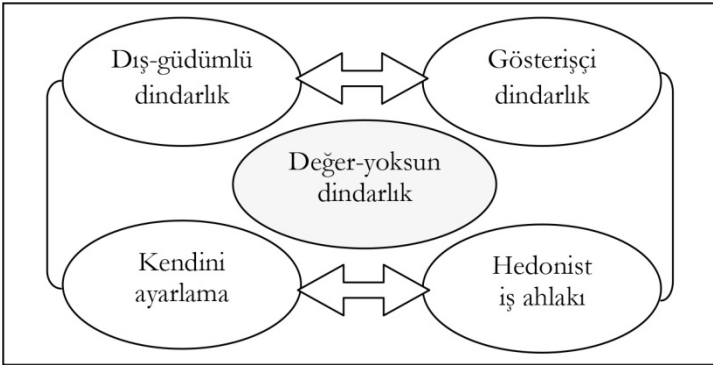 Dış-güdümlü
dindarlık
Gösterişçi
dindarlık
Değer-yoksun
dindarlık
Kendini
ayarlama
Hedonist
iş ahlakı